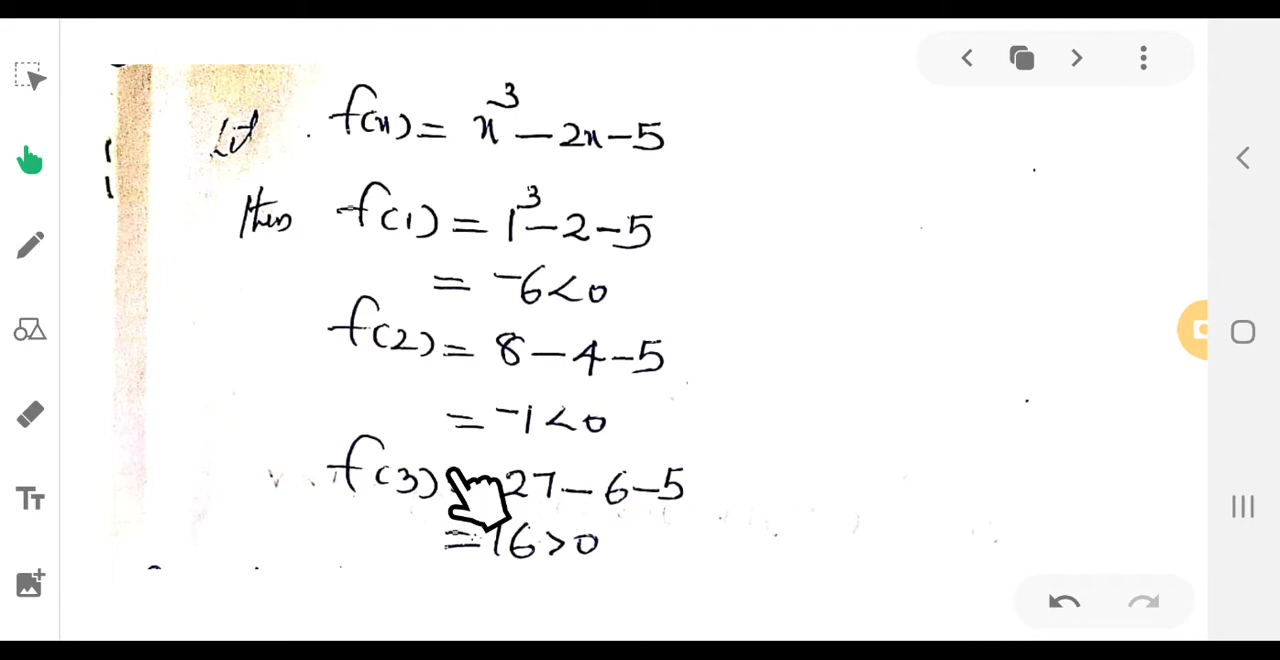 Let f(x) = x³ - 2x - 5
then f(1) = 1³ - 2 - 5
= -6 < 0
f(2) = 8 - 4 - 5
= -1 < 0
f(3) 27 - 6 - 5
= 16 > 0